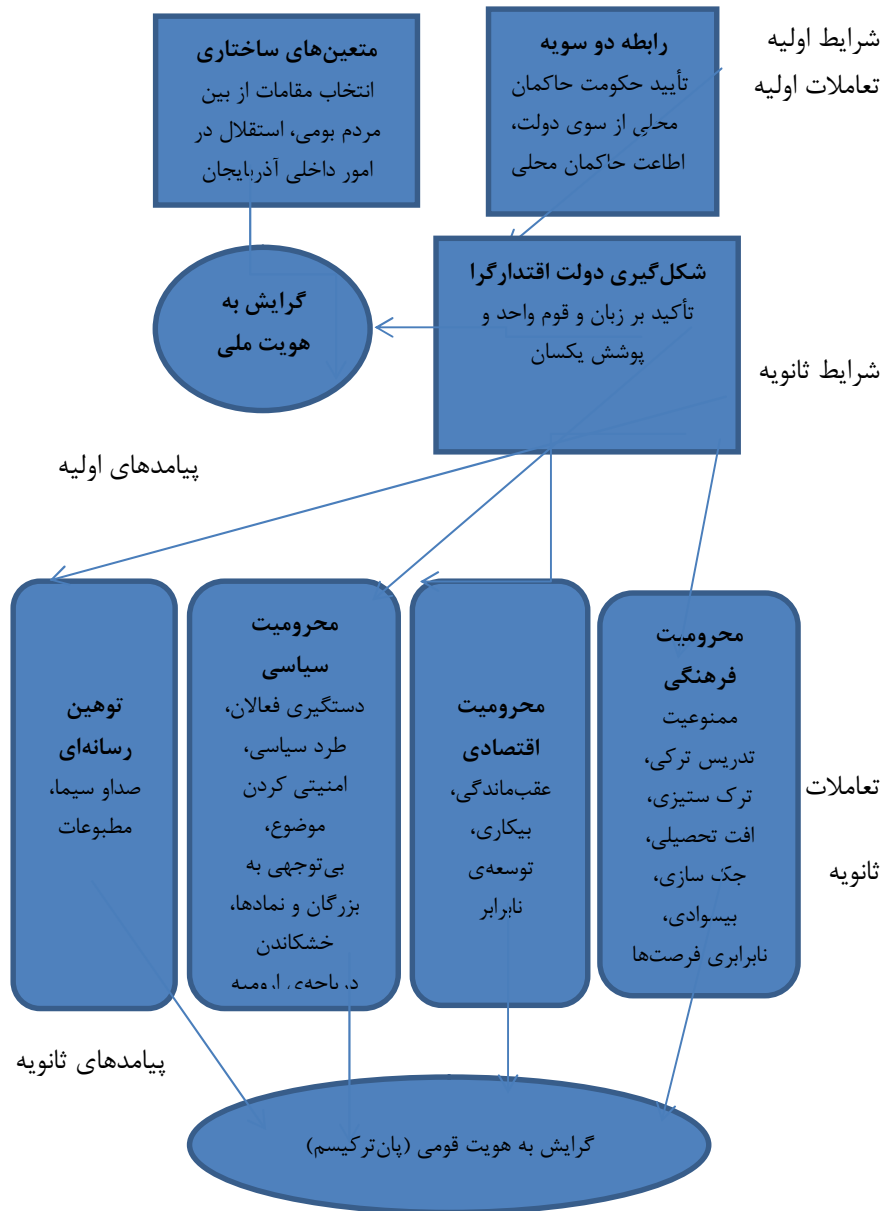 شرایط اولیه
تعاملات اولیه
رابطه دو سویه
تأیید حکومت حاکمان
محلی از سوی دولت،
اطاعت حاکمان محلی
متعین‌های ساختاری
انتخاب مقامات از بین
مردم بومی، استقلال در
امور داخلی آذربایجان
شکل‌گیری دولت اقتدارگرا
تأکید بر زبان و قوم واحد و
پوشش یکسان
گرایش به
هویت ملی
شرایط ثانویه
پیامدهای اولیه
محرومیت
فرهنگی
ممنوعیت
تدریس ترکی،
ترک ستیزی،
افت تحصیلی،
جک سازی،
بیسوادی،
نابرابری فرصت‌ها
محرومیت
اقتصادی
عقب‌ماندگی،
بیکاری،
توسعه‌ی
نابرابر
محرومیت
سیاسی
دستگیری فعالان،
طرد سیاسی،
امنیتی کردن
موضوع،
بی‌توجهی به
بزرگان و نمادها،
خشکاندن
دریاچه‌ی ارومیه
توهین
رسانه‌ای
صداو سیما،
مطبوعات
تعاملات
ثانویه
پیامدهای ثانویه
گرایش به هویت قومی (پان‌ترکیسم)